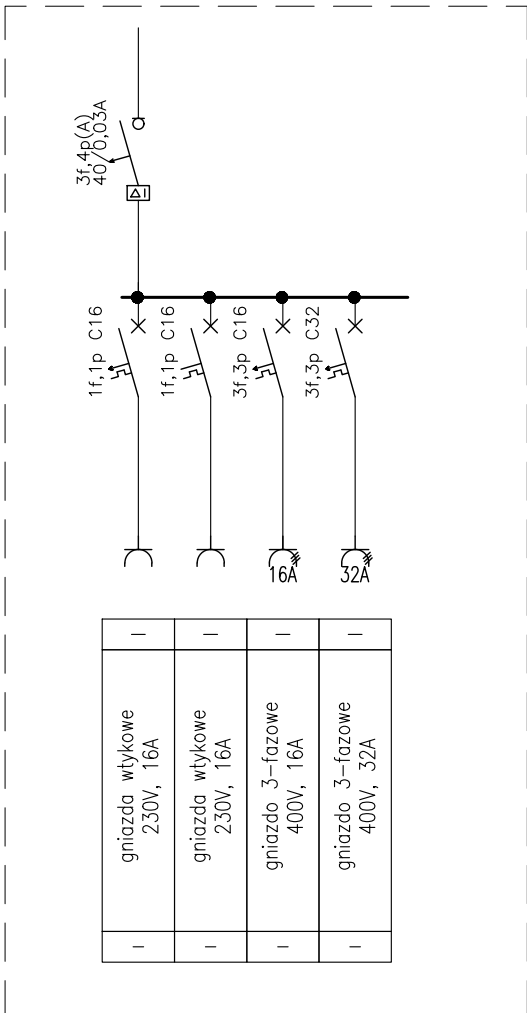 3f,4p(A)
40/0,03A
ΔI
1f,1p C16
1f,1p C16
3f,3p C16
3f,3p C32
16A
32A
–
–
–
–
gniazda wtykowe
230V, 16A
gniazda wtykowe
230V, 16A
gniazdo 3-fazowe
400V, 16A
gniazdo 3-fazowe
400V, 32A
–
–
–
–